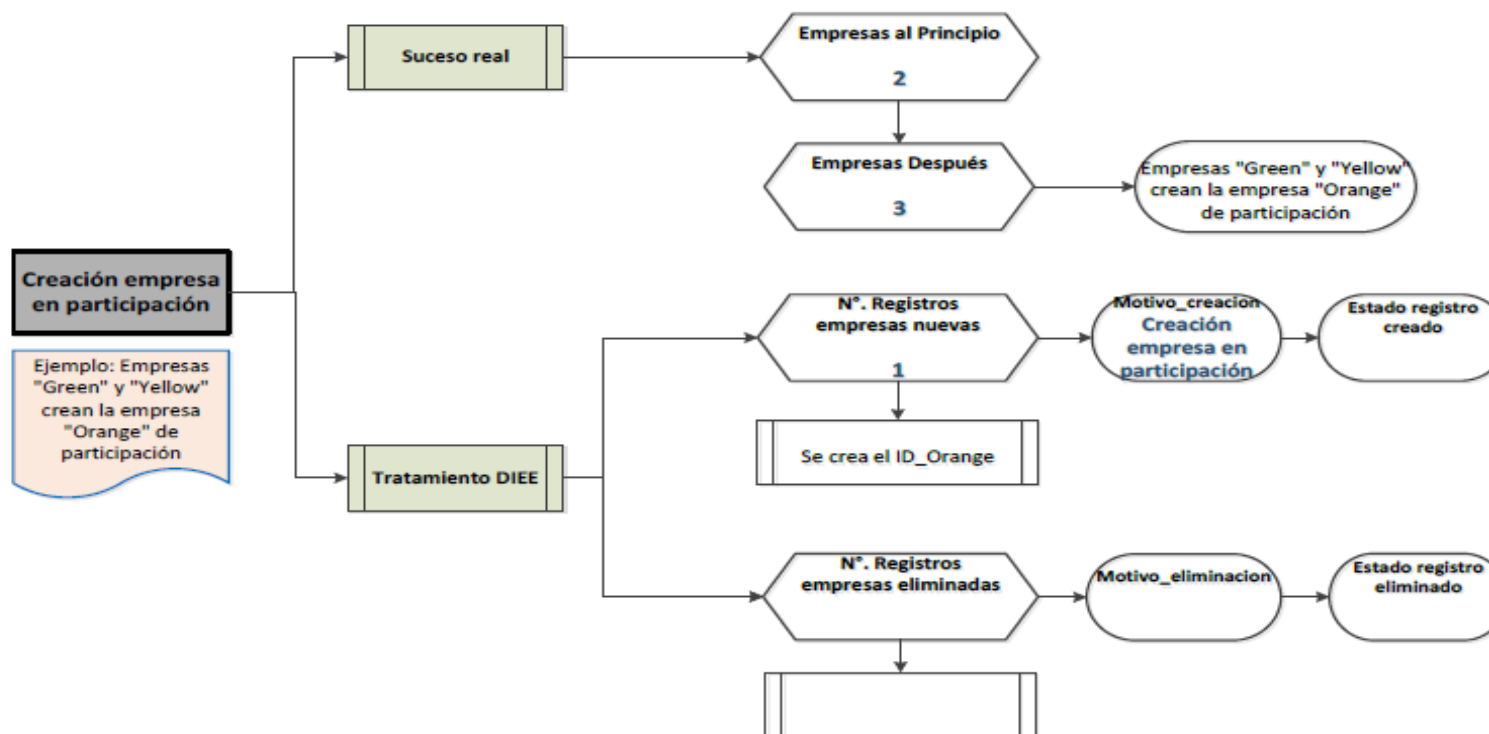 Suceso real
Empresas al Principio
2
Empresas Después
3
Empresas "Green" y "Yellow"
crean la empresa "Orange"
de participación
Creación empresa
en participación
Ejemplo: Empresas
"Green" y "Yellow"
crean la empresa
"Orange" de
participación
Tratamiento DIEE
N°. Registros
empresas nuevas
1
Motivo_creacion
Creación
empresa en
participación
Estado registro
creado
Se crea el ID_Orange
N°. Registros
empresas eliminadas
Motivo_eliminacion
Estado registro
eliminado